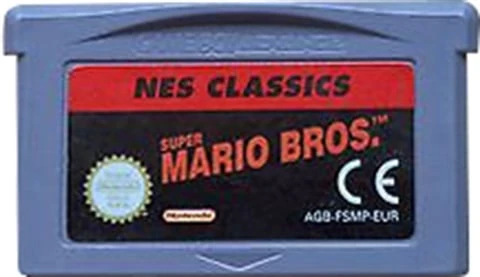 GAME BOY ADVANCE
NES CLASSICS
SUPER
MARIO BROS.™
Nintendo
CE
AGB-FSMP-EUR